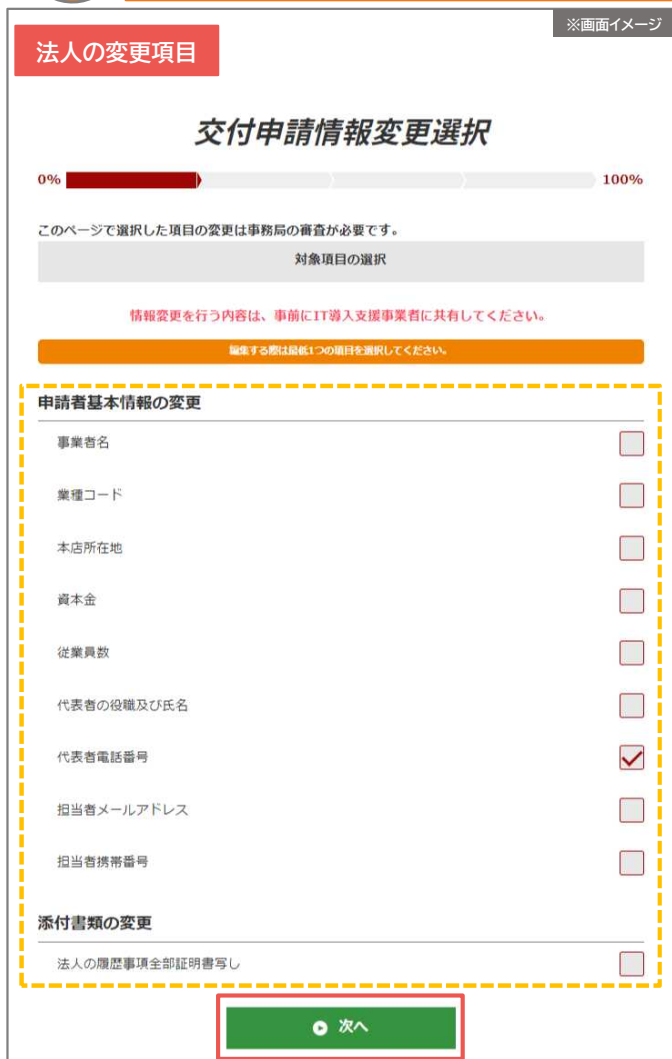 ※画面イメージ
法人の変更項目
交付申請情報変更選択
0%
100%
このページで選択した項目の変更は事務局の審査が必要です。
対象項目の選択
情報変更を行う内容は、事前にIT導入支援事業者に共有してください。
編集する際は最低1つの項目を選択してください。
申請者基本情報の変更
事業者名
業種コード
本店所在地
資本金
従業員数
代表者の役職及び氏名
代表者電話番号
担当者メールアドレス
担当者携帯番号
添付書類の変更
法人の履歴事項全部証明書写し
次へ